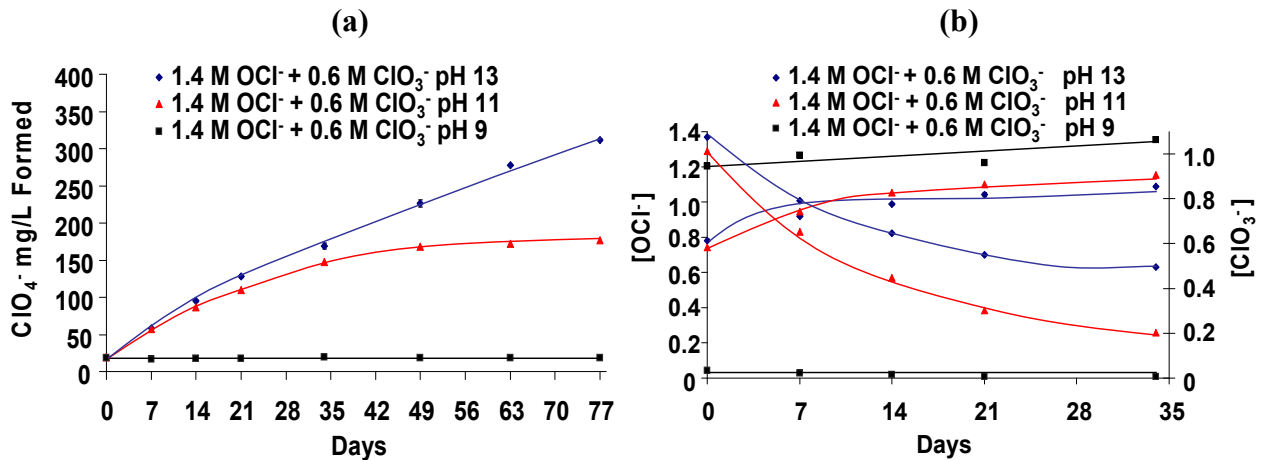 (a)
1.4 M OCl⁻ + 0.6 M ClO₃⁻ pH 13
1.4 M OCl⁻ + 0.6 M ClO₃⁻ pH 11
1.4 M OCl⁻ + 0.6 M ClO₃⁻ pH 9
ClO₄⁻ mg/L Formed
400
350
300
250
200
150
100
50
0
0 7 14 21 28 35 42 49 56 63 70 77
Days
(b)
1.4 M OCl⁻ + 0.6 M ClO₃⁻ pH 13
1.4 M OCl⁻ + 0.6 M ClO₃⁻ pH 11
1.4 M OCl⁻ + 0.6 M ClO₃⁻ pH 9
[OCl⁻]
1.4
1.2
1.0
0.8
0.6
0.4
0.2
0
1.0
0.8
0.6
0.4
0.2
0
[ClO₃⁻]
0 7 14 21 28 35
Days